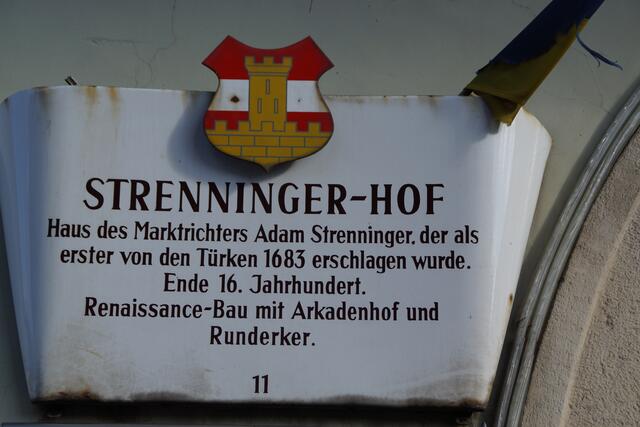 STRENNINGER-HOF
Haus des Marktrichters Adam Strenninger, der als
erster von den Türken 1683 erschlagen wurde.
Ende 16. Jahrhundert.
Renaissance-Bau mit Arkadenhof und
Runderker.
11